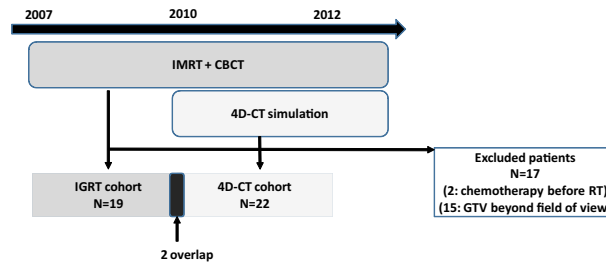 2007 2010 2012
IMRT + CBCT
4D-CT simulation
IGRT cohort
N=19
4D-CT cohort
N=22
Excluded patients
N=17
(2: chemotherapy before RT)
(15: GTV beyond field of view)
2 overlap